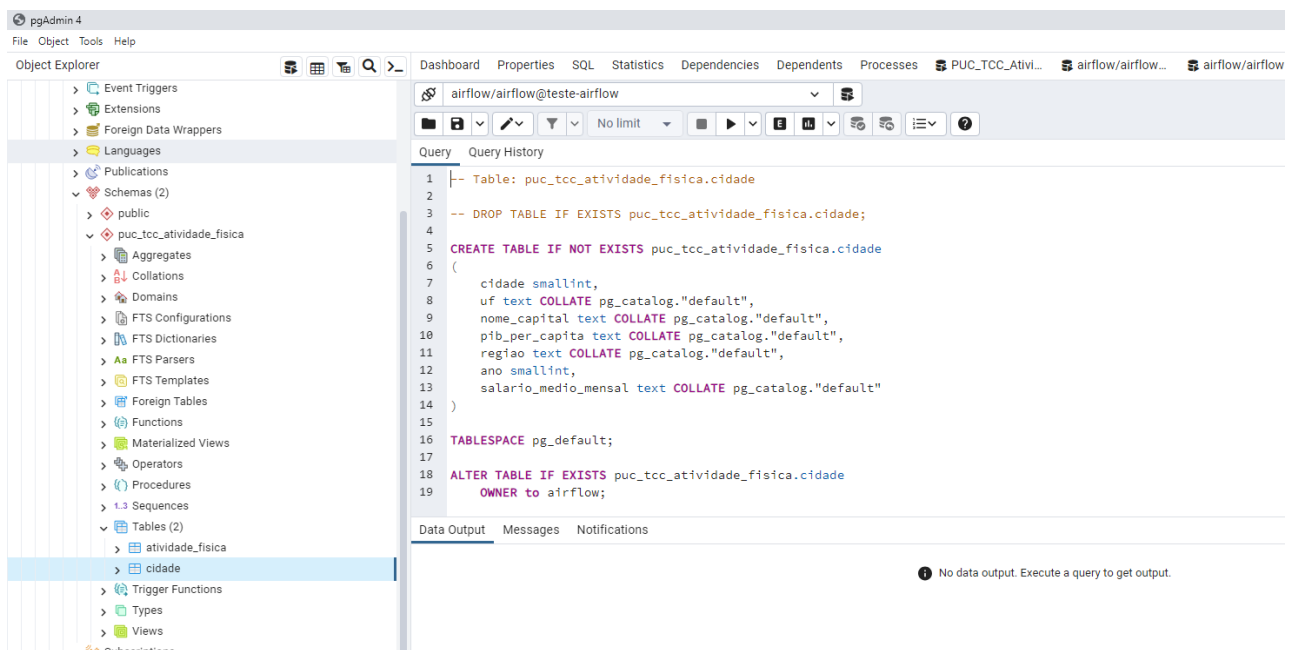 pgAdmin 4
File Object Tools Help
Object Explorer
Event Triggers
Extensions
Foreign Data Wrappers
Languages
Publications
Schemas (2)
public
puc_tcc_atividade_fisica
Aggregates
Collations
Domains
FTS Configurations
FTS Dictionaries
Aa FTS Parsers
FTS Templates
Foreign Tables
Functions
Materialized Views
Operators
Procedures
1..3 Sequences
Tables (2)
atividade_fisica
cidade
Trigger Functions
Types
Views
Dashboard Properties SQL Statistics Dependencies Dependents Processes PUC_TCC_Ativi... airflow/airflow... airflow/airflow
airflow/airflow@teste-airflow
No limit
Query Query History
1 -- Table: puc_tcc_atividade_fisica.cidade
2
3 -- DROP TABLE IF EXISTS puc_tcc_atividade_fisica.cidade;
4
5 CREATE TABLE IF NOT EXISTS puc_tcc_atividade_fisica.cidade
6 (
7 cidade smallint,
8 uf text COLLATE pg_catalog."default",
9 nome_capital text COLLATE pg_catalog."default",
10 pib_per_capita text COLLATE pg_catalog."default",
11 regiao text COLLATE pg_catalog."default",
12 ano smallint,
13 salario_medio_mensal text COLLATE pg_catalog."default"
14 )
15
16 TABLESPACE pg_default;
17
18 ALTER TABLE IF EXISTS puc_tcc_atividade_fisica.cidade
19 OWNER to airflow;
Data Output Messages Notifications
No data output. Execute a query to get output.